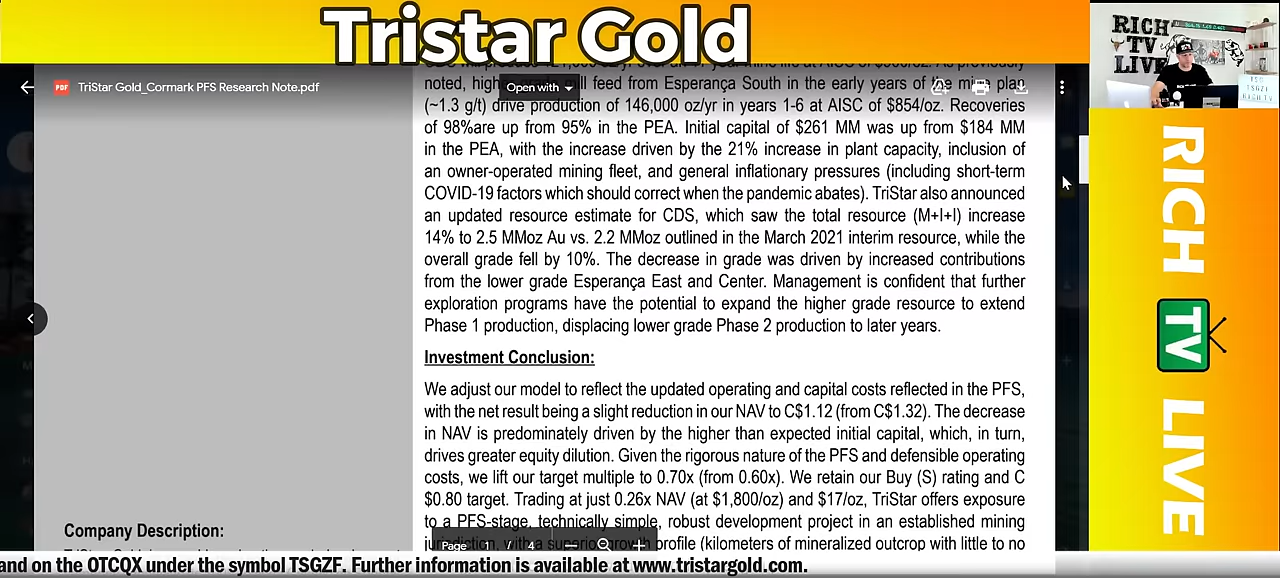 Tristar Gold
TriStar Gold_Cormark PFS Research Note.pdf
Open with
noted, high-grade mill feed from Esperança South in the early years of the mine plan
(~1.3 g/t) drive production of 146,000 oz/yr in years 1-6 at AISC of $854/oz. Recoveries
of 98%are up from 95% in the PEA. Initial capital of $261 MM was up from $184 MM
in the PEA, with the increase driven by the 21% increase in plant capacity, inclusion of
an owner-operated mining fleet, and general inflationary pressures (including short-term
COVID-19 factors which should correct when the pandemic abates). TriStar also announced
an updated resource estimate for CDS, which saw the total resource (M+I+I) increase
14% to 2.5 MMoz Au vs. 2.2 MMoz outlined in the March 2021 interim resource, while the
overall grade fell by 10%. The decrease in grade was driven by increased contributions
from the lower grade Esperança East and Center. Management is confident that further
exploration programs have the potential to expand the higher grade resource to extend
Phase 1 production, displacing lower grade Phase 2 production to later years.
Investment Conclusion:
We adjust our model to reflect the updated operating and capital costs reflected in the PFS,
with the net result being a slight reduction in our NAV to C$1.12 (from C$1.32). The decrease
in NAV is predominately driven by the higher than expected initial capital, which, in turn,
drives greater equity dilution. Given the rigorous nature of the PFS and defensible operating
costs, we lift our target multiple to 0.70x (from 0.60x). We retain our Buy (S) rating and C
$0.80 target. Trading at just 0.26x NAV (at $1,800/oz) and $17/oz, TriStar offers exposure
to a PFS-stage, technically simple, robust development project in an established mining
profile (kilometers of mineralized outcrop with little to no
Page 1 / 4
Company Description:
and on the OTCQX under the symbol TSGZF. Further information is available at www.tristargold.com.
RICH
TV
LIVE
RICH
TV
LIVE